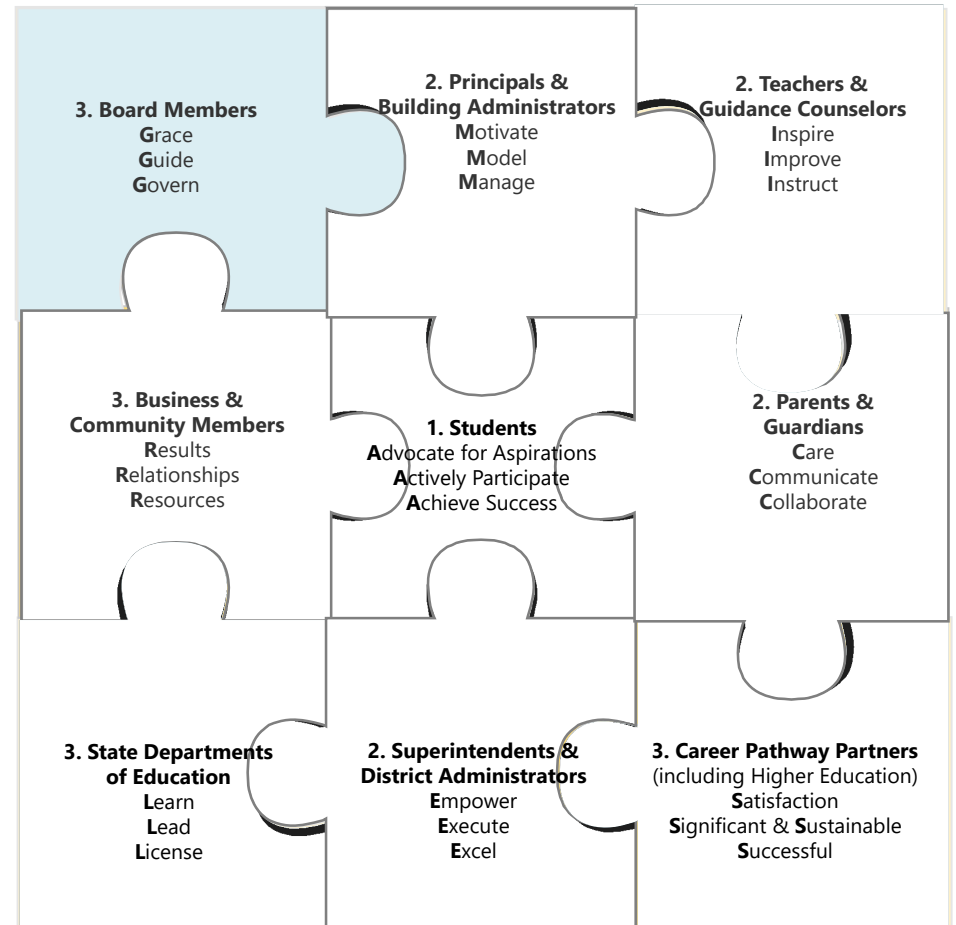 3. Board Members
Grace
Guide
Govern
2. Principals &
Building Administrators
Motivate
Model
Manage
2. Teachers &
Guidance Counselors
Inspire
Improve
Instruct
3. Business &
Community Members
Results
Relationships
Resources
1. Students
Advocate for Aspirations
Actively Participate
Achieve Success
2. Parents &
Guardians
Care
Communicate
Collaborate
3. State Departments
of Education
Learn
Lead
License
2. Superintendents &
District Administrators
Empower
Execute
Excel
3. Career Pathway Partners
(including Higher Education)
Satisfaction
Significant & Sustainable
Successful